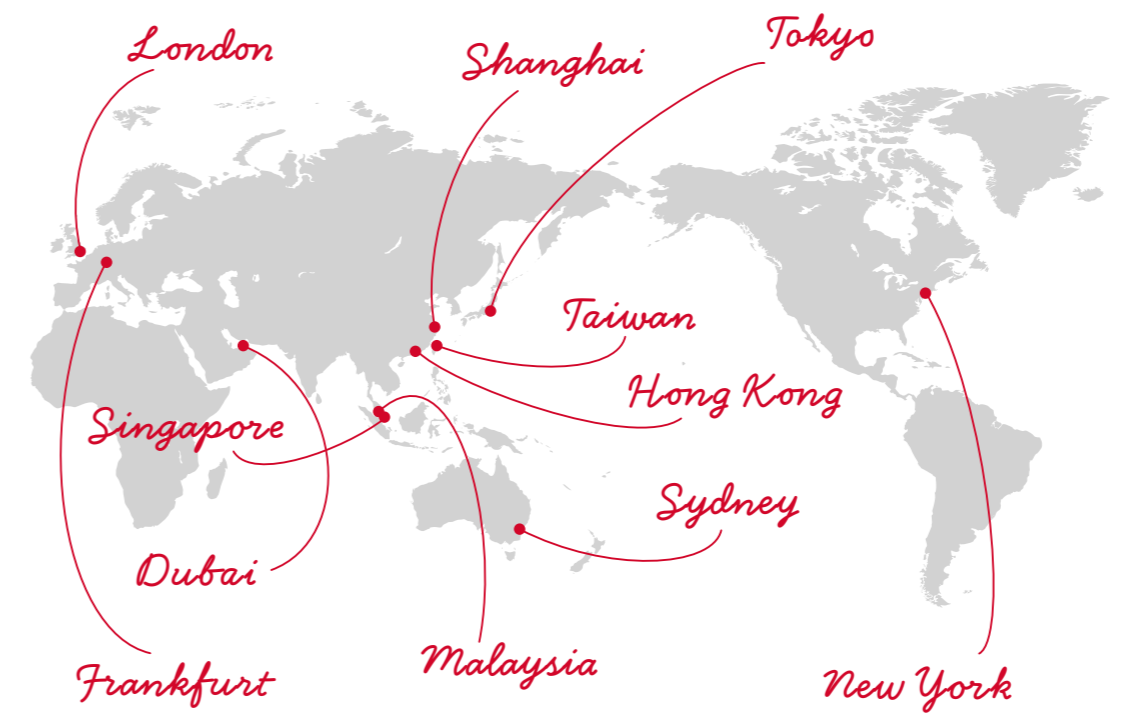 London
Shanghai
Tokyo
Taiwan
Hong Kong
Singapore
Sydney
Dubai
Malaysia
Frankfurt
New York